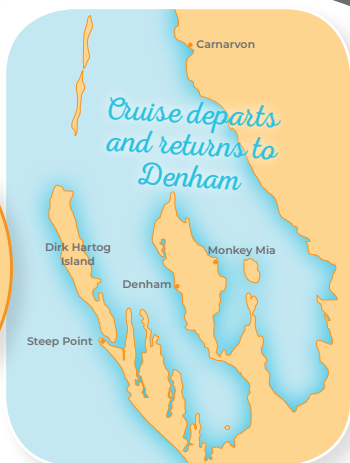 Carnarvon
Cruise departs
and returns to
Denham
Dirk Hartog
Island
Monkey Mia
Denham
Steep Point